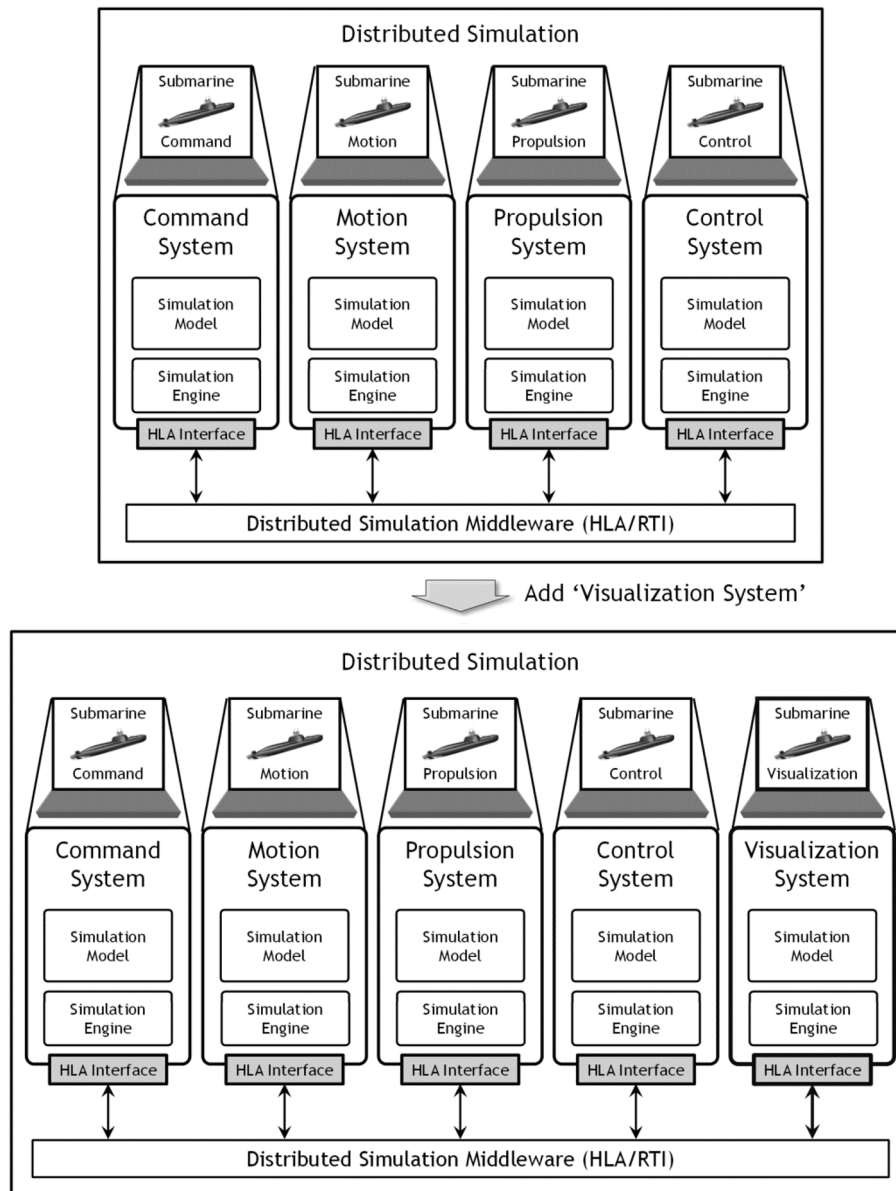 Distributed Simulation
Submarine
Command
Submarine
Motion
Submarine
Propulsion
Submarine
Control
Command
System
Simulation
Model
Simulation
Engine
HLA Interface
Motion
System
Simulation
Model
Simulation
Engine
HLA Interface
Propulsion
System
Simulation
Model
Simulation
Engine
HLA Interface
Control
System
Simulation
Model
Simulation
Engine
HLA Interface
Distributed Simulation Middleware (HLA/RTI)
Add ‘Visualization System’
Distributed Simulation
Submarine
Command
Submarine
Motion
Submarine
Propulsion
Submarine
Control
Submarine
Visualization
Command
System
Simulation
Model
Simulation
Engine
HLA Interface
Motion
System
Simulation
Model
Simulation
Engine
HLA Interface
Propulsion
System
Simulation
Model
Simulation
Engine
HLA Interface
Control
System
Simulation
Model
Simulation
Engine
HLA Interface
Visualization
System
Simulation
Model
Simulation
Engine
HLA Interface
Distributed Simulation Middleware (HLA/RTI)